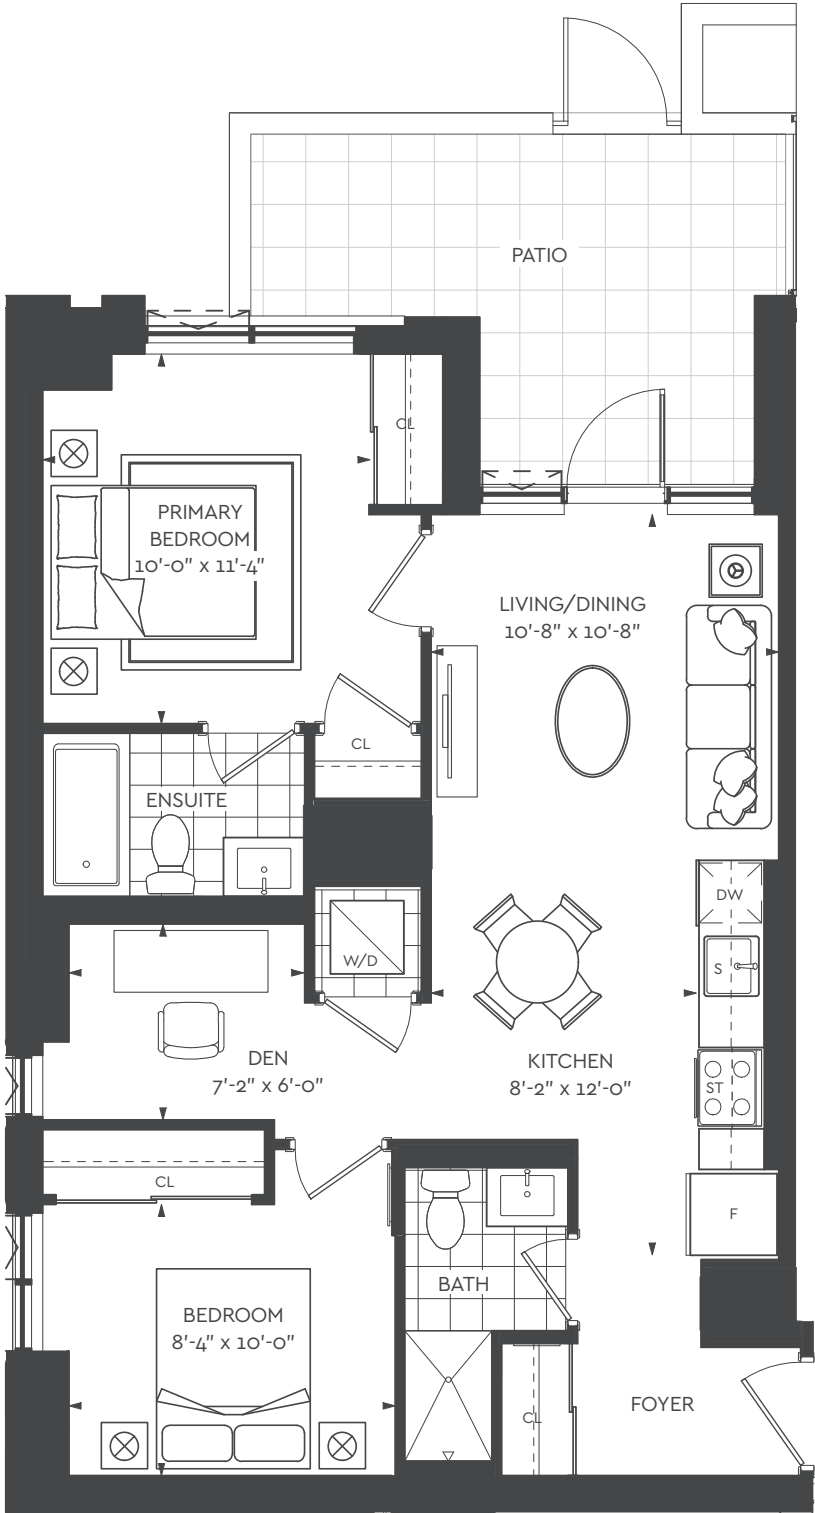 PATIO
CL
PRIMARY
BEDROOM
10'-0" x 11'-4"
LIVING/DINING
10'-8" x 10'-8"
CL
ENSUITE
DW
W/D
S
DEN
7'-2" x 6'-0"
KITCHEN
8'-2" x 12'-0"
ST
CL
F
BATH
BEDROOM
8'-4" x 10'-0"
FOYER
CL